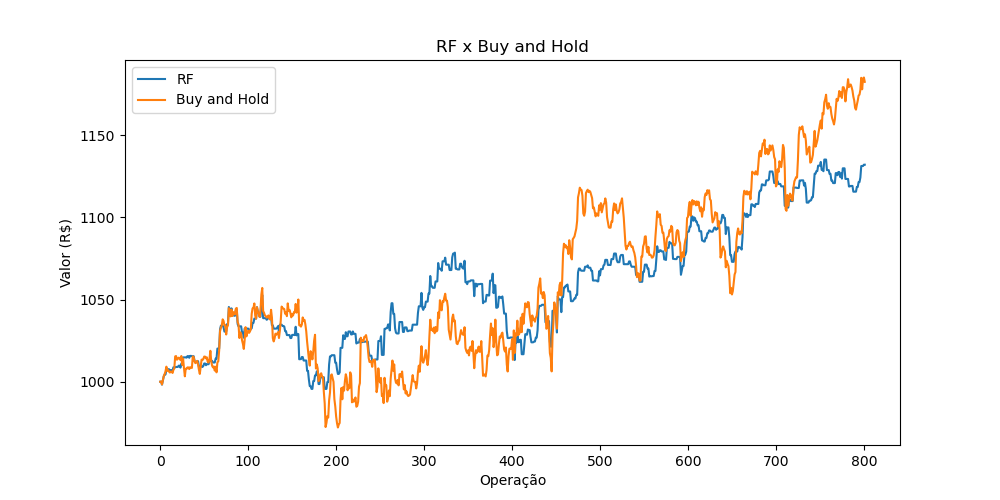 RF x Buy and Hold
RF
Buy and Hold
Valor (R$)
1150
1100
1050
1000
0 100 200 300 400 500 600 700 800
Operação